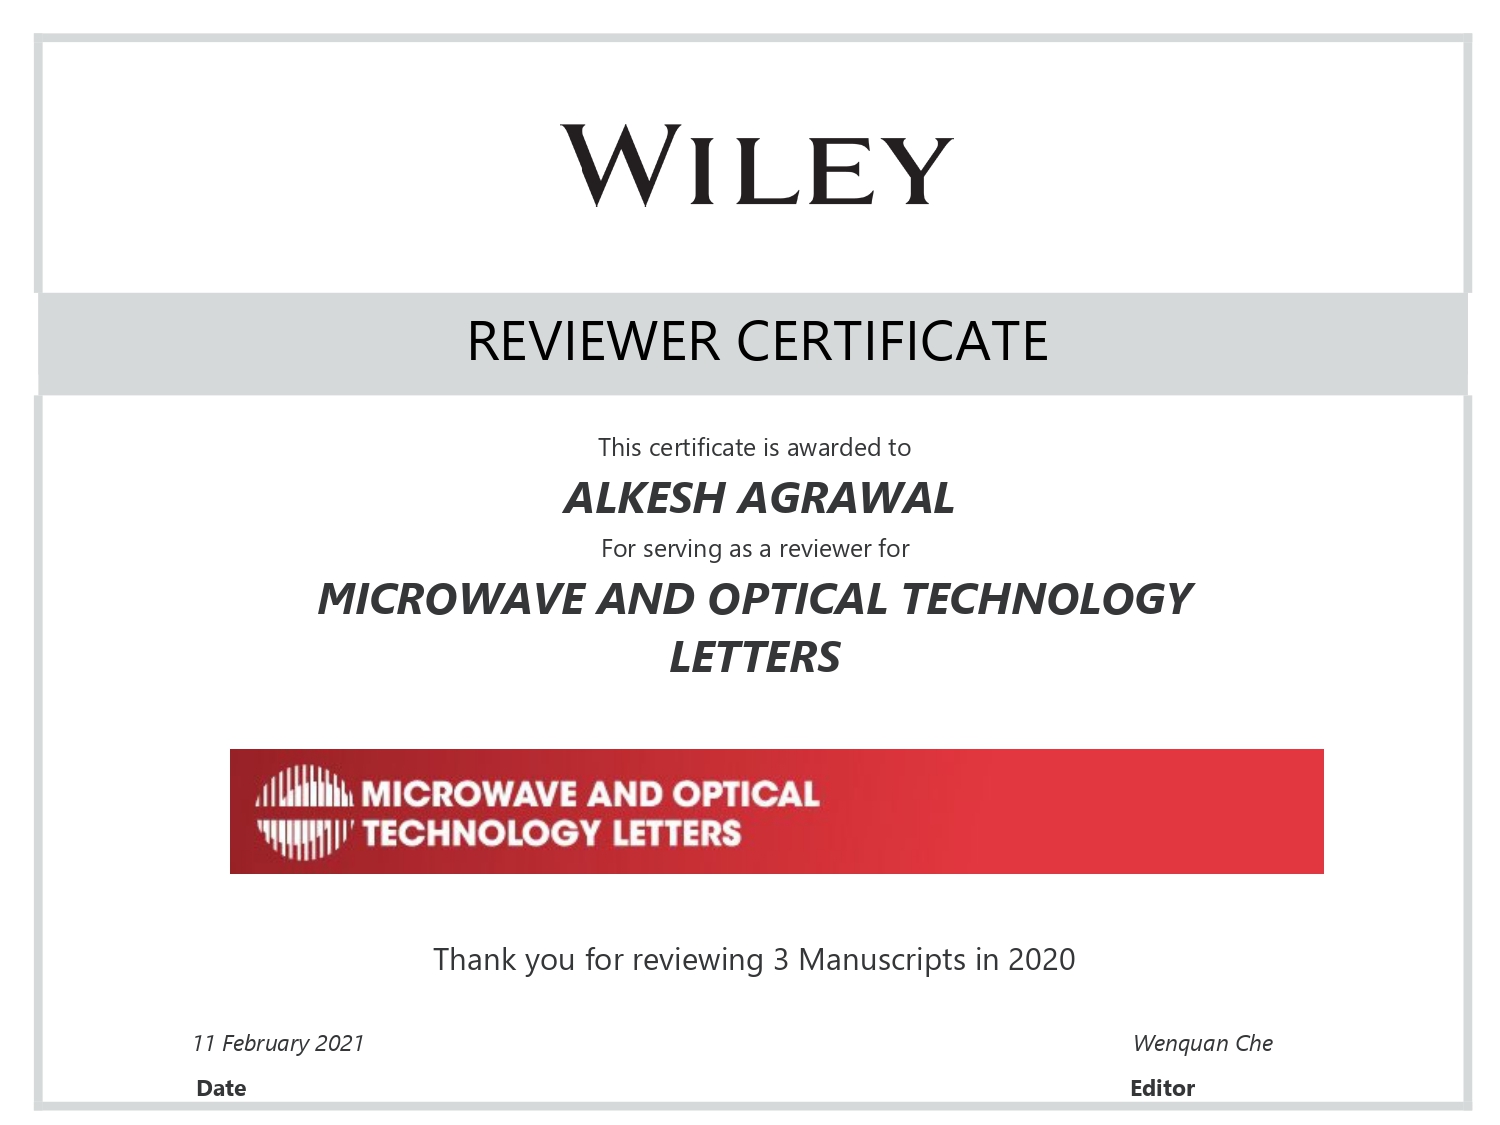 WILEY
REVIEWER CERTIFICATE
This certificate is awarded to
ALKESH AGRAWAL
For serving as a reviewer for
MICROWAVE AND OPTICAL TECHNOLOGY
LETTERS
MICROWAVE AND OPTICAL
TECHNOLOGY LETTERS
Thank you for reviewing 3 Manuscripts in 2020
11 February 2021
Wenquan Che
Date
Editor